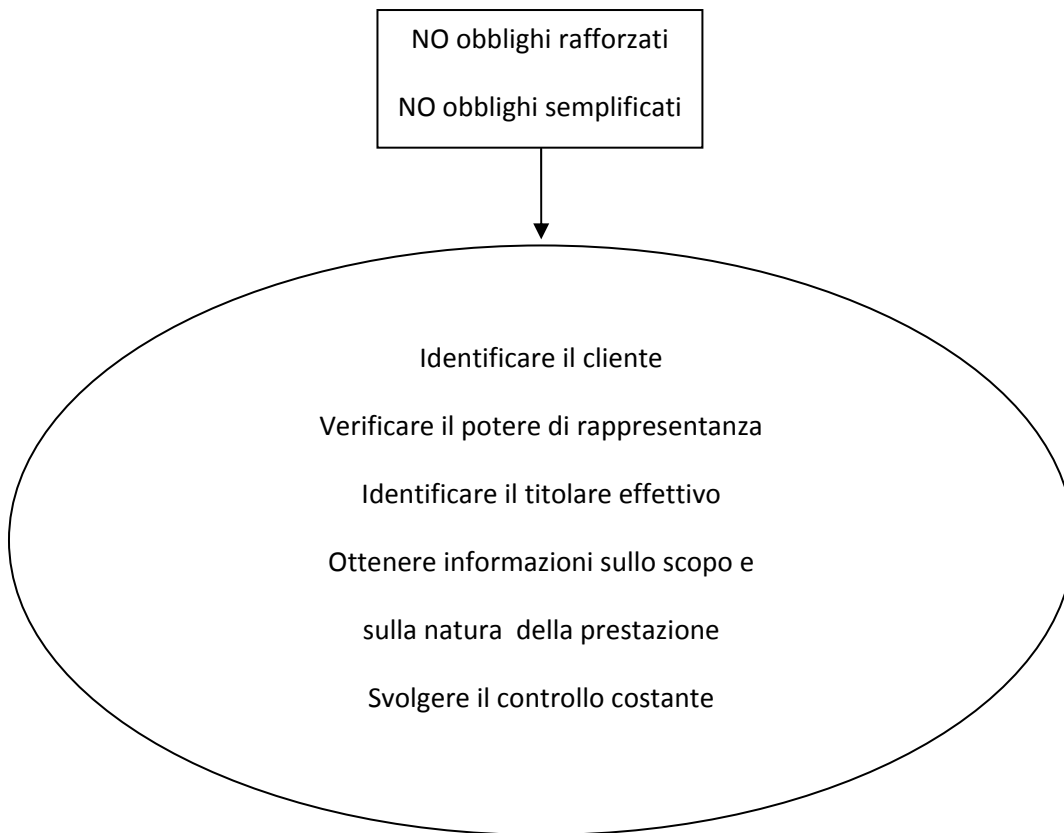 NO obblighi rafforzati
NO obblighi semplificati
Identificare il cliente
Verificare il potere di rappresentanza
Identificare il titolare effettivo
Ottenere informazioni sullo scopo e
sulla natura della prestazione
Svolgere il controllo costante